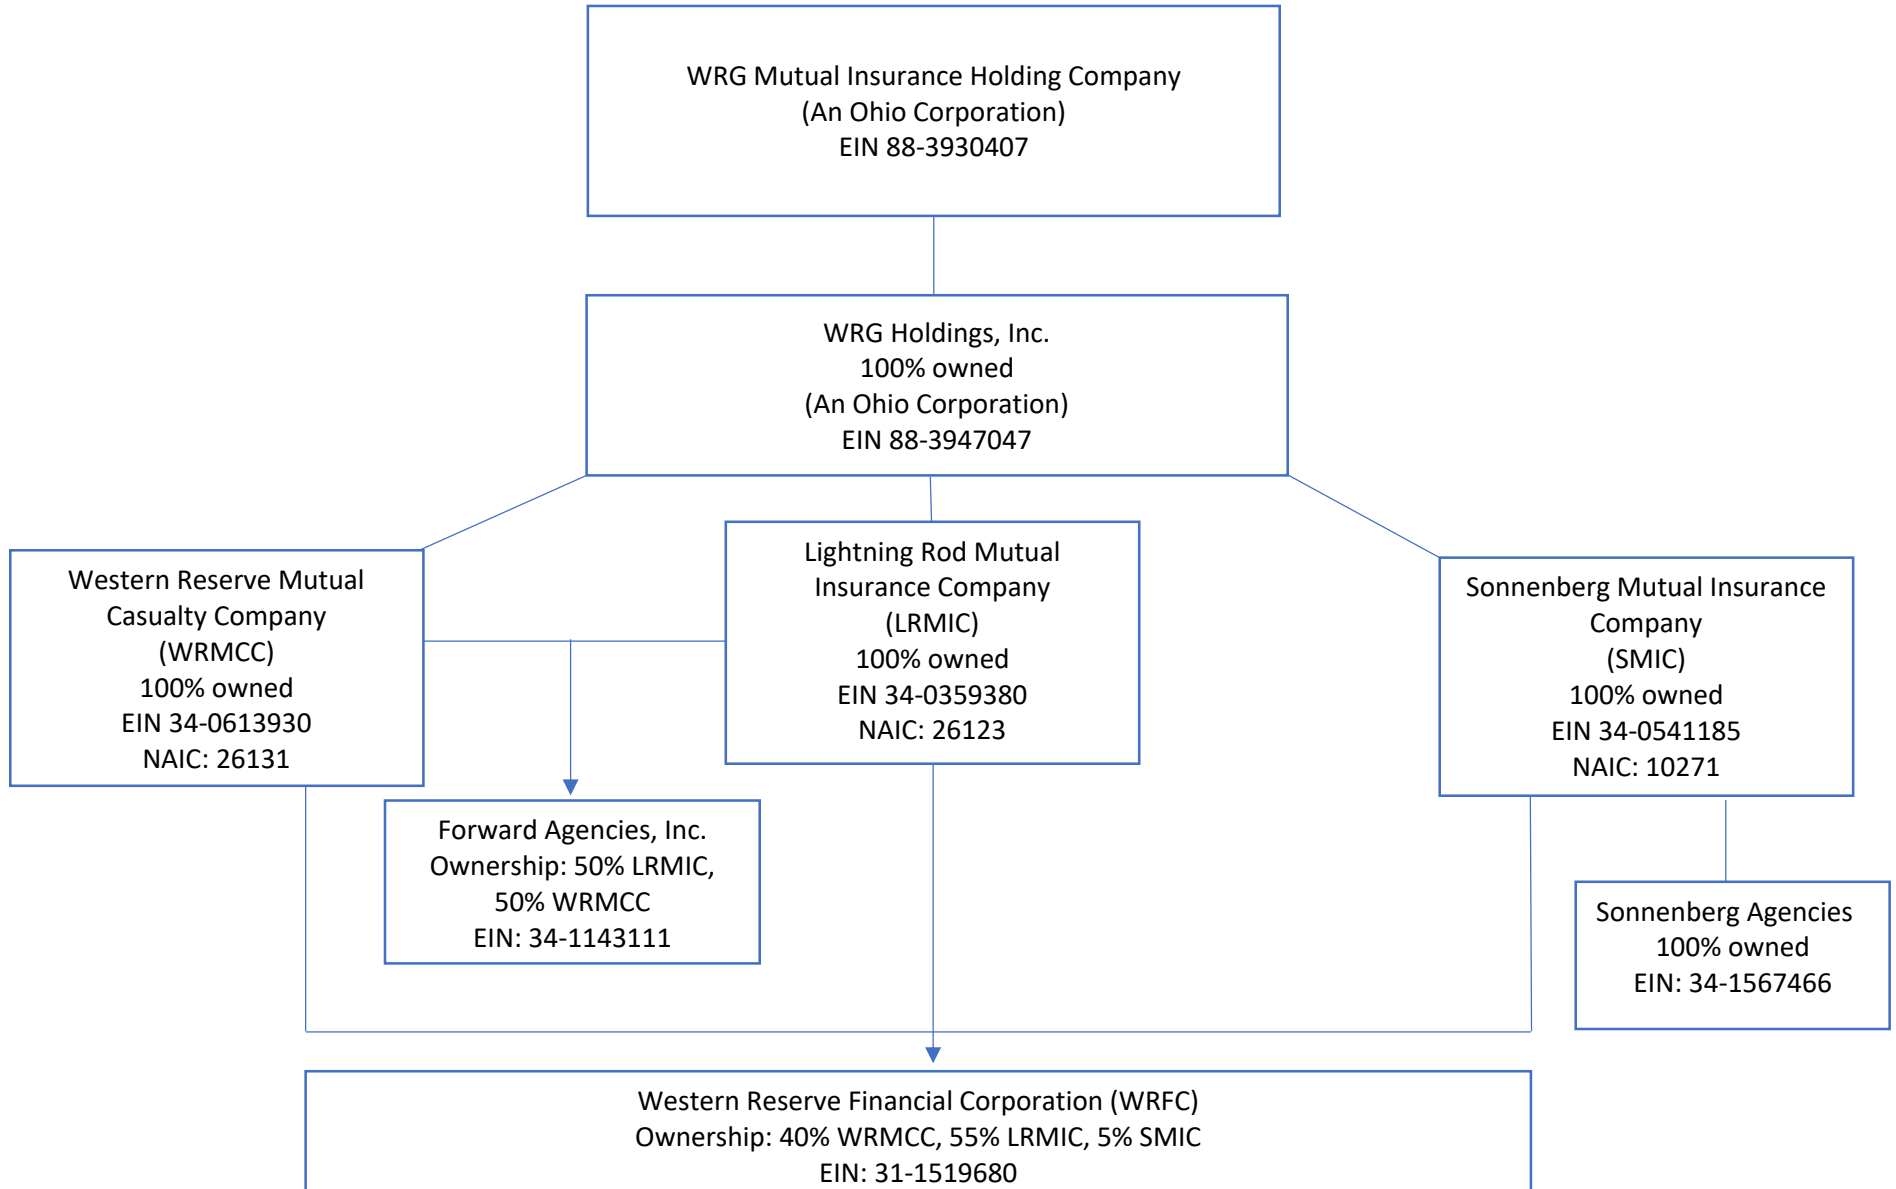 WRG Mutual Insurance Holding Company
(An Ohio Corporation)
EIN 88-3930407
WRG Holdings, Inc.
100% owned
(An Ohio Corporation)
EIN 88-3947047
Western Reserve Mutual
Casualty Company
(WRMCC)
100% owned
EIN 34-0613930
NAIC: 26131
Lightning Rod Mutual
Insurance Company
(LRMIC)
100% owned
EIN 34-0359380
NAIC: 26123
Sonnenberg Mutual Insurance
Company
(SMIC)
100% owned
EIN 34-0541185
NAIC: 10271
Forward Agencies, Inc.
Ownership: 50% LRMIC,
50% WRMCC
EIN: 34-1143111
Sonnenberg Agencies
100% owned
EIN: 34-1567466
Western Reserve Financial Corporation (WRFC)
Ownership: 40% WRMCC, 55% LRMIC, 5% SMIC
EIN: 31-1519680